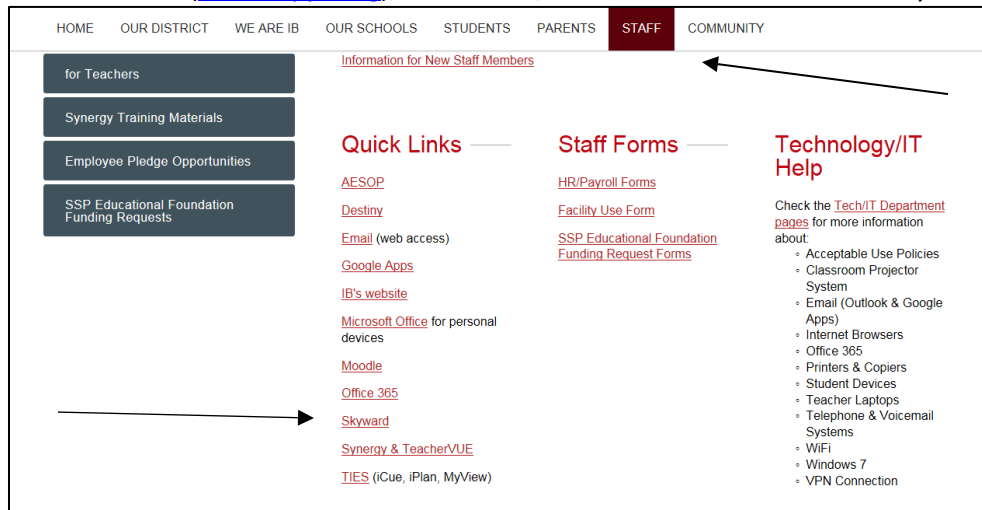 HOME OUR DISTRICT WE ARE IB OUR SCHOOLS STUDENTS PARENTS STAFF COMMUNITY
for Teachers
Synergy Training Materials
Employee Pledge Opportunities
SSP Educational Foundation
Funding Requests
Information for New Staff Members
Quick Links
AESOP
Destiny
Email (web access)
Google Apps
IB's website
Microsoft Office for personal
devices
Moodle
Office 365
Skyward
Synergy & TeacherVUE
TIES (iCue, iPlan, MyView)
Staff Forms
HR/Payroll Forms
Facility Use Form
SSP Educational Foundation
Funding Request Forms
Technology/IT
Help
Check the Tech/IT Department
pages for more information
about:
◦ Acceptable Use Policies
◦ Classroom Projector
System
◦ Email (Outlook & Google
Apps)
◦ Internet Browsers
◦ Office 365
◦ Printers & Copiers
◦ Student Devices
◦ Teacher Laptops
◦ Telephone & Voicemail
Systems
◦ WiFi
◦ Windows 7
◦ VPN Connection